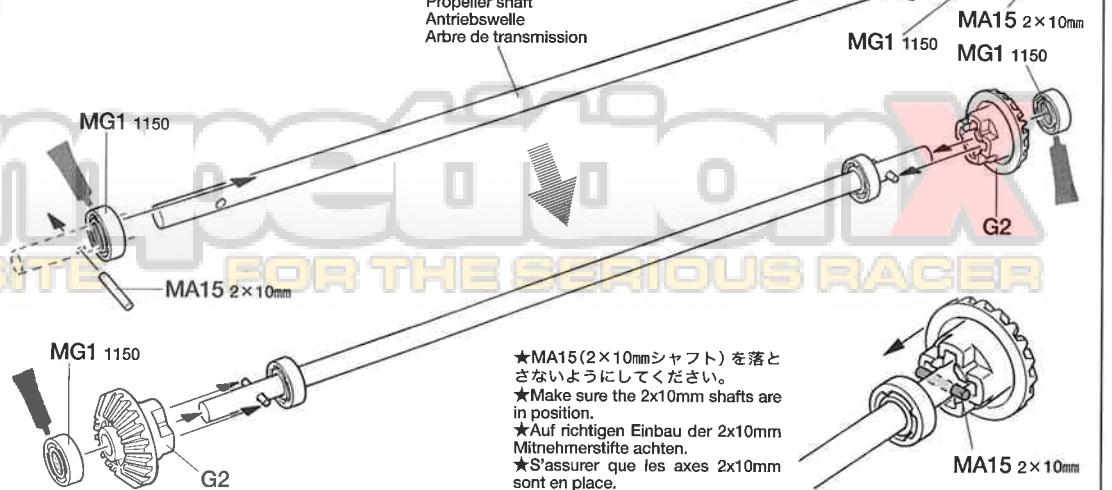 Propeller shaft
Antriebswelle
Arbre de transmission
MA15 2×10mm
MG1 1150
MG1 1150
MG1 1150
G2
MA15 2×10mm
MG1 1150
G2
★MA15(2×10mmシャフト)を落と
さないようにしてください。
★Make sure the 2x10mm shafts are
in position.
★Auf richtigen Einbau der 2x10mm
Mitnehmerstifte achten.
★S'assurer que les axes 2x10mm
sont en place.
MA15 2×10mm
mpetitionX
SITE FOR THE SERIOUS RACER